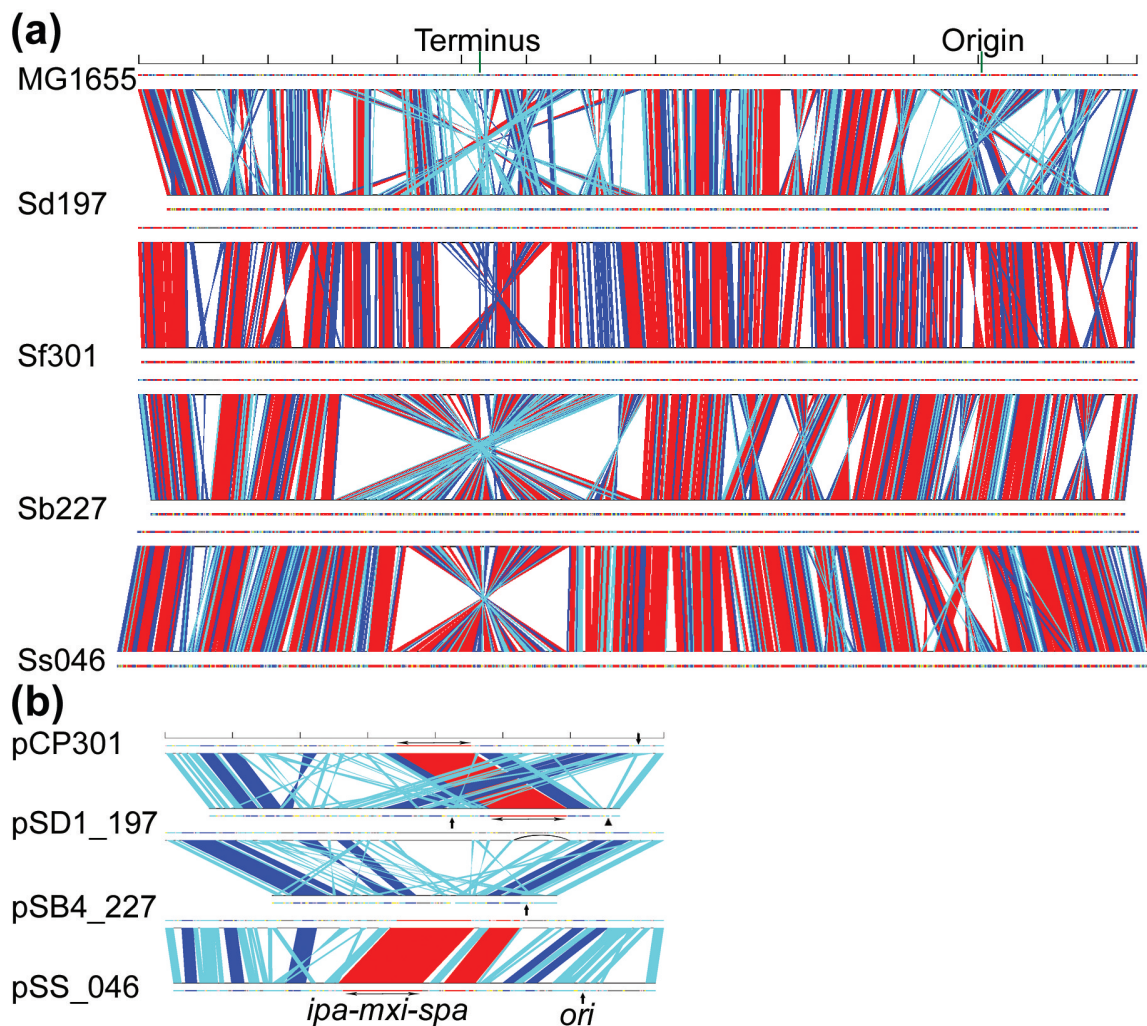 (a)
Terminus Origin
MG1655
Sd197
Sf301
Sb227
Ss046
(b)
pCP301
pSD1_197
pSB4_227
pSS_046
ipa-mxi-spa ori